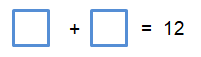 + = 12